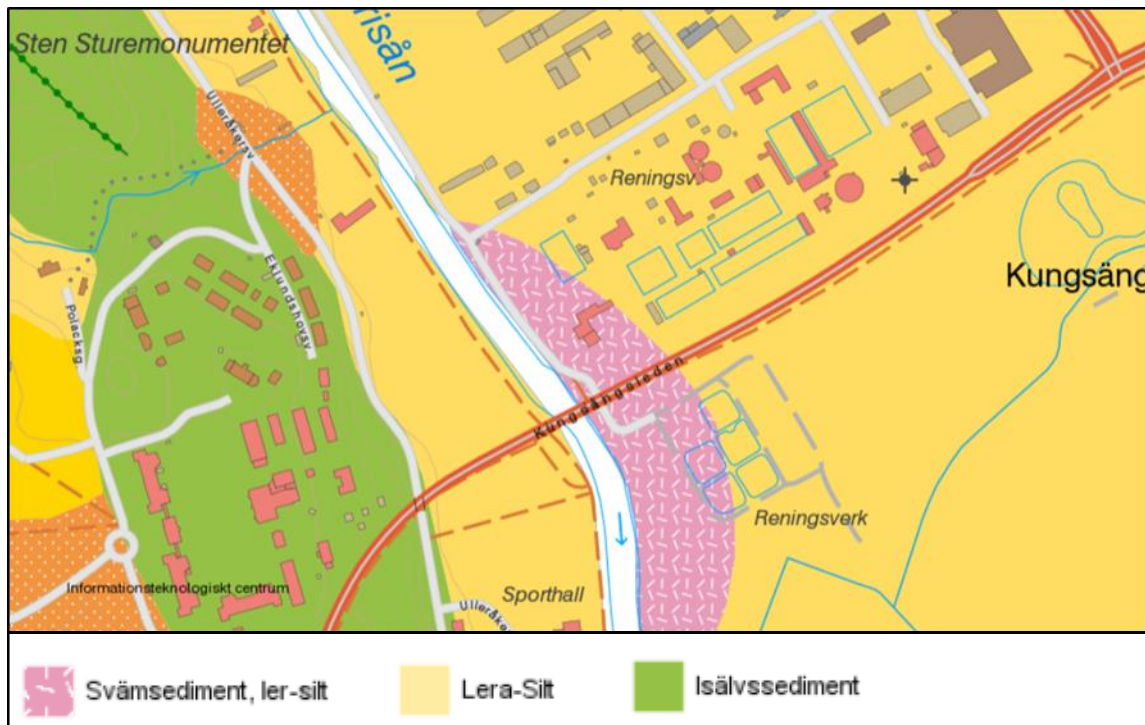 Sten Sturemonumentet
risån
Ulleråkersv.
Reningsv.
Kungsäng
Eklundshovsv.
Polacksg.
Kungsängsleden
Reningsverk
Informationsteknologiskt centrum
Sporthall
Ulleråker
Svämsediment, ler-silt
Lera-Silt
Isälvssediment